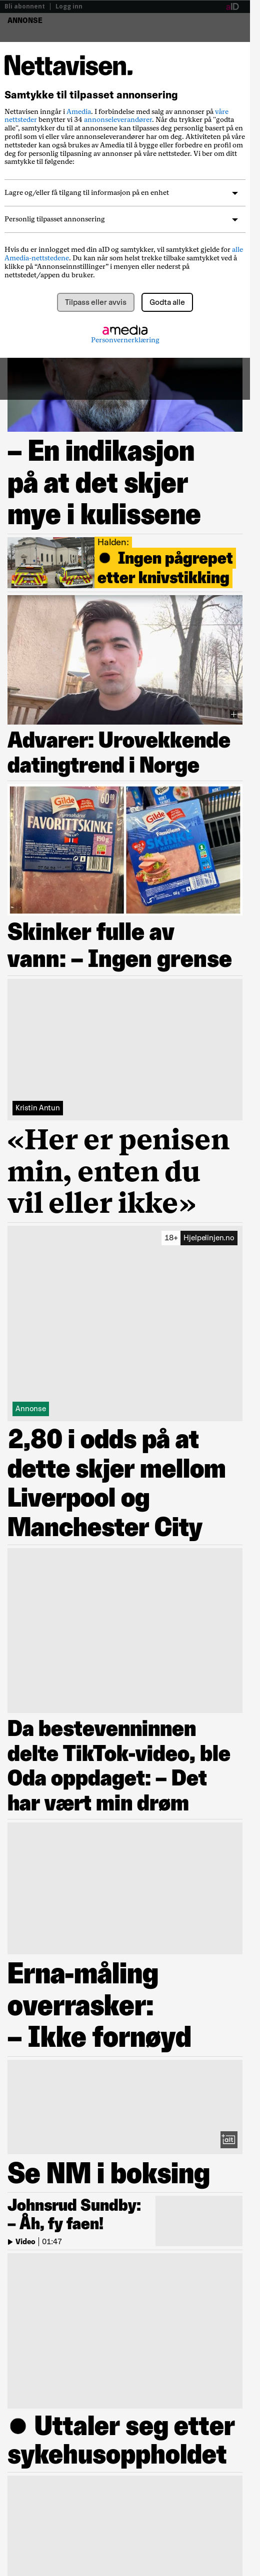 Bli abonnent | Logg inn
aID
ANNONSE
Nettavisen.
Samtykke til tilpasset annonsering
Nettavisen inngår i Amedia. I forbindelse med salg av annonser på våre
nettsteder benytter vi 34 annonseleverandører. Når du trykker på "godta
alle", samtykker du til at annonsene kan tilpasses deg personlig basert på en
profil som vi eller våre annonseleverandører har om deg. Aktiviteten på våre
nettsteder kan også brukes av Amedia til å bygge eller forbedre en profil om
deg for personlig tilpasning av annonser på våre nettsteder. Vi ber om ditt
samtykke til følgende:
Lagre og/eller få tilgang til informasjon på en enhet
Personlig tilpasset annonsering
Hvis du er innlogget med din aID og samtykker, vil samtykket gjelde for alle
Amedia-nettstedene. Du kan når som helst trekke tilbake samtykket ved å
klikke på “Annonseinnstillinger” i menyen eller nederst på
nettstedet/appen du bruker.
Tilpass eller avvis
Godta alle
amedia
Personvernerklæring
– En indikasjon
på at det skjer
mye i kulissene
Halden:
Ingen pågrepet
etter knivstikking
Advarer: Urovekkende
datingtrend i Norge
Gilde
FAVORITTSKINKE
Gilde
SKINKE
Skinker fulle av
vann: – Ingen grense
Kristin Antun
«Her er penisen
min, enten du
vil eller ikke»
18+ Hjelpelinjen.no
Annonse
2,80 i odds på at
dette skjer mellom
Liverpool og
Manchester City
Da bestevenninnen
delte TikTok-video, ble
Oda oppdaget: – Det
har vært min drøm
Erna-måling
overrasker:
– Ikke fornøyd
alt
Se NM i boksing
Johnsrud Sundby:
– Åh, fy faen!
Video | 01:47
Uttaler seg etter
sykehusoppholdet